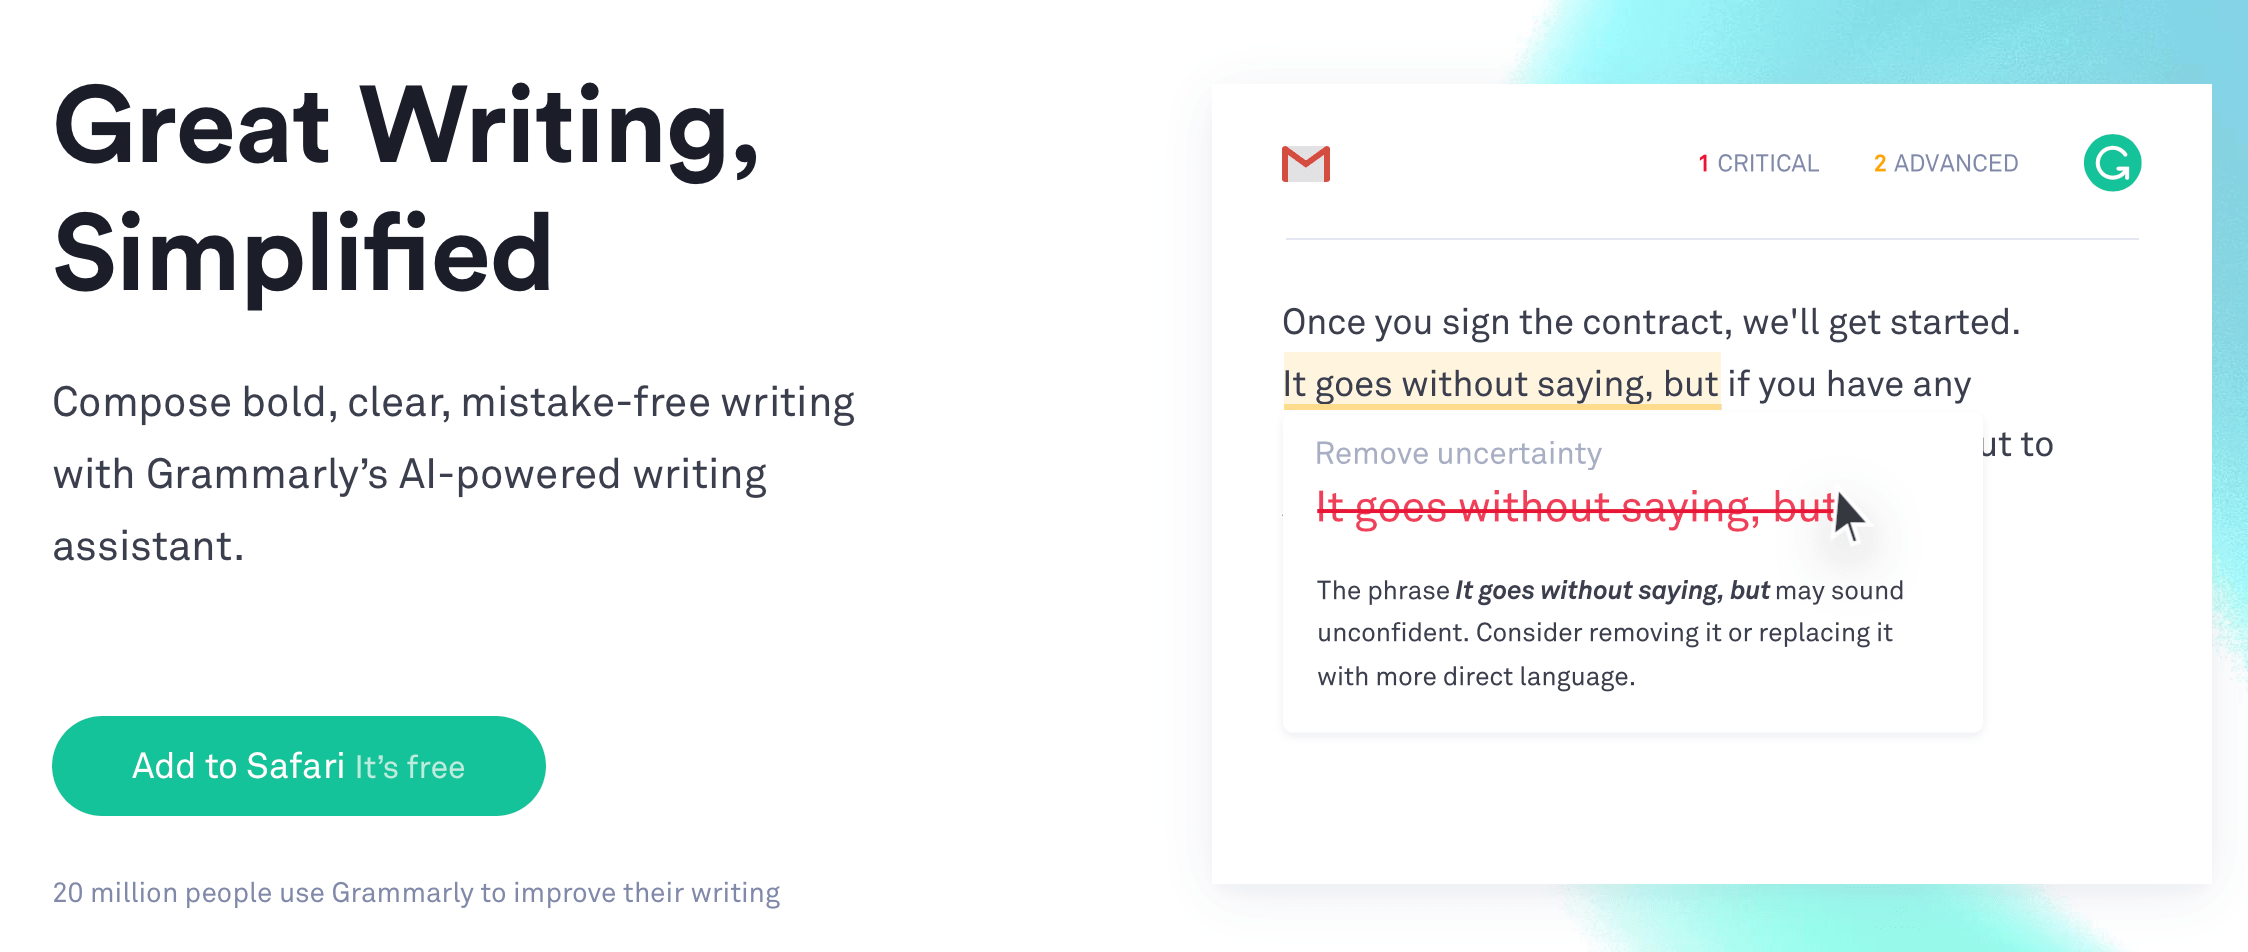 Great Writing,
Simplified
Compose bold, clear, mistake-free writing
with Grammarly’s AI-powered writing
assistant.
Add to Safari It’s free
20 million people use Grammarly to improve their writing
1 CRITICAL 2 ADVANCED
Once you sign the contract, we'll get started.
It goes without saying, but if you have any
to
Remove uncertainty
It goes without saying, but
The phrase It goes without saying, but may sound
unconfident. Consider removing it or replacing it
with more direct language.